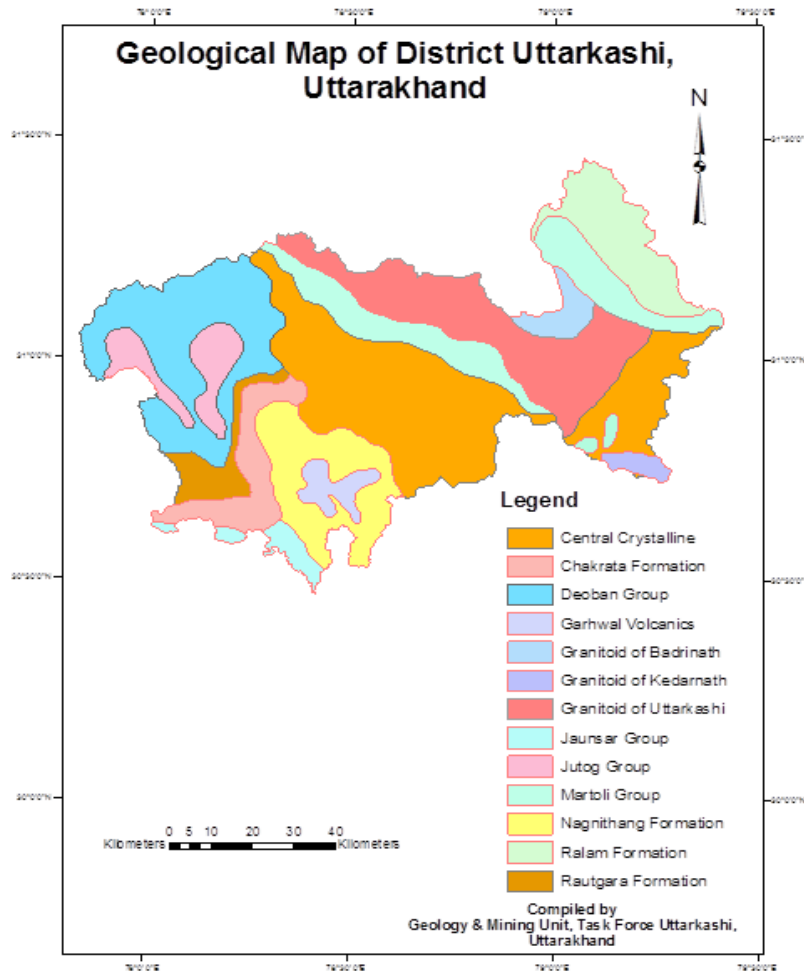 Geological Map of District Uttarkashi,
Uttarakhand
N
Legend
Central Crystalline
Chakrata Formation
Deoban Group
Garhwal Volcanics
Granitoid of Badrinath
Granitoid of Kedarnath
Granitoid of Uttarkashi
Jaunsar Group
Jutog Group
Martoli Group
Nagnithang Formation
Ralam Formation
Rautgara Formation
0 5 10 20 30 40
Kilometers Kilometers
Compiled by
Geology & Mining Unit, Task Force Uttarkashi,
Uttarakhand